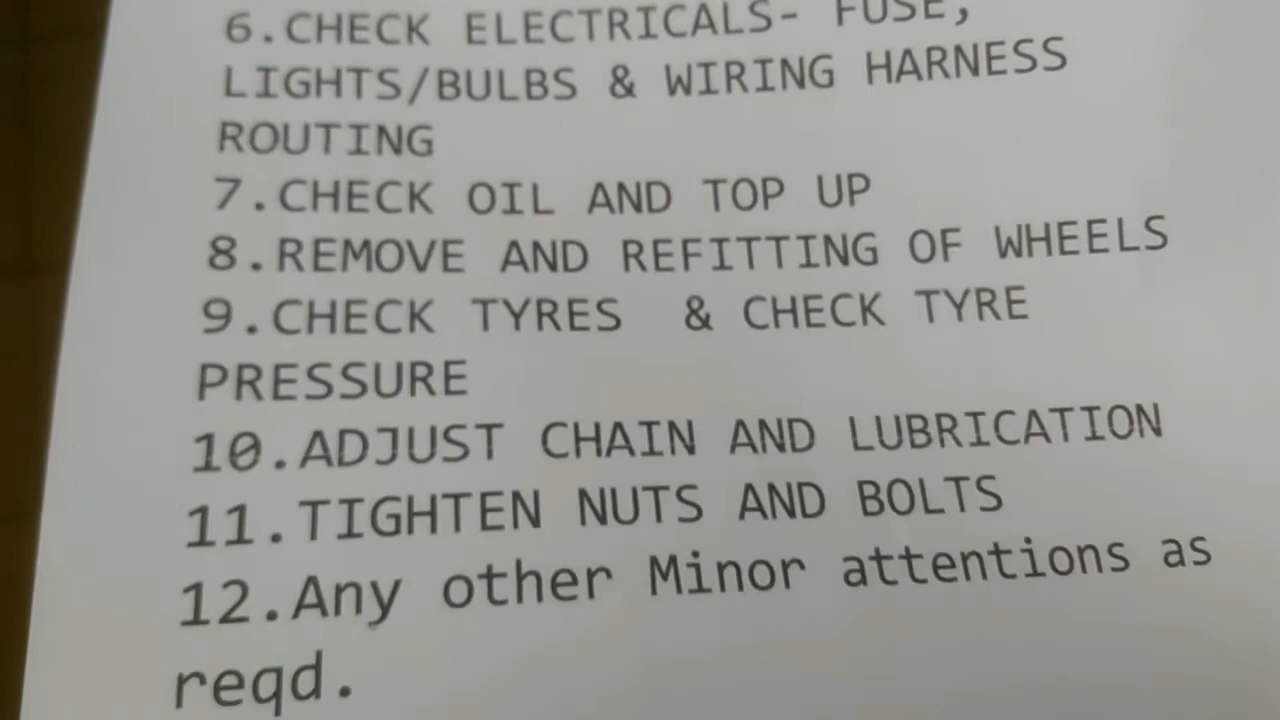 6.CHECK ELECTRICALS- FUSE,
LIGHTS/BULBS & WIRING HARNESS
ROUTING
7.CHECK OIL AND TOP UP
8.REMOVE AND REFITTING OF WHEELS
9.CHECK TYRES & CHECK TYRE
PRESSURE
10.ADJUST CHAIN AND LUBRICATION
11.TIGHTEN NUTS AND BOLTS
12.Any other Minor attentions as
reqd.